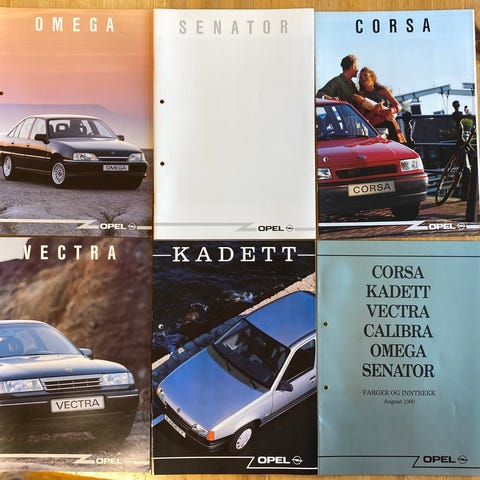 OMEGA
OMEGA
OPEL
SENATOR
OPEL
CORSA
CORSA
OPEL
VECTRA
VECTRA
OPEL
KADETT
OPEL
CORSA
KADETT
VECTRA
CALIBRA
OMEGA
SENATOR
FARGER OG INNTREKK
August 1990
OPEL